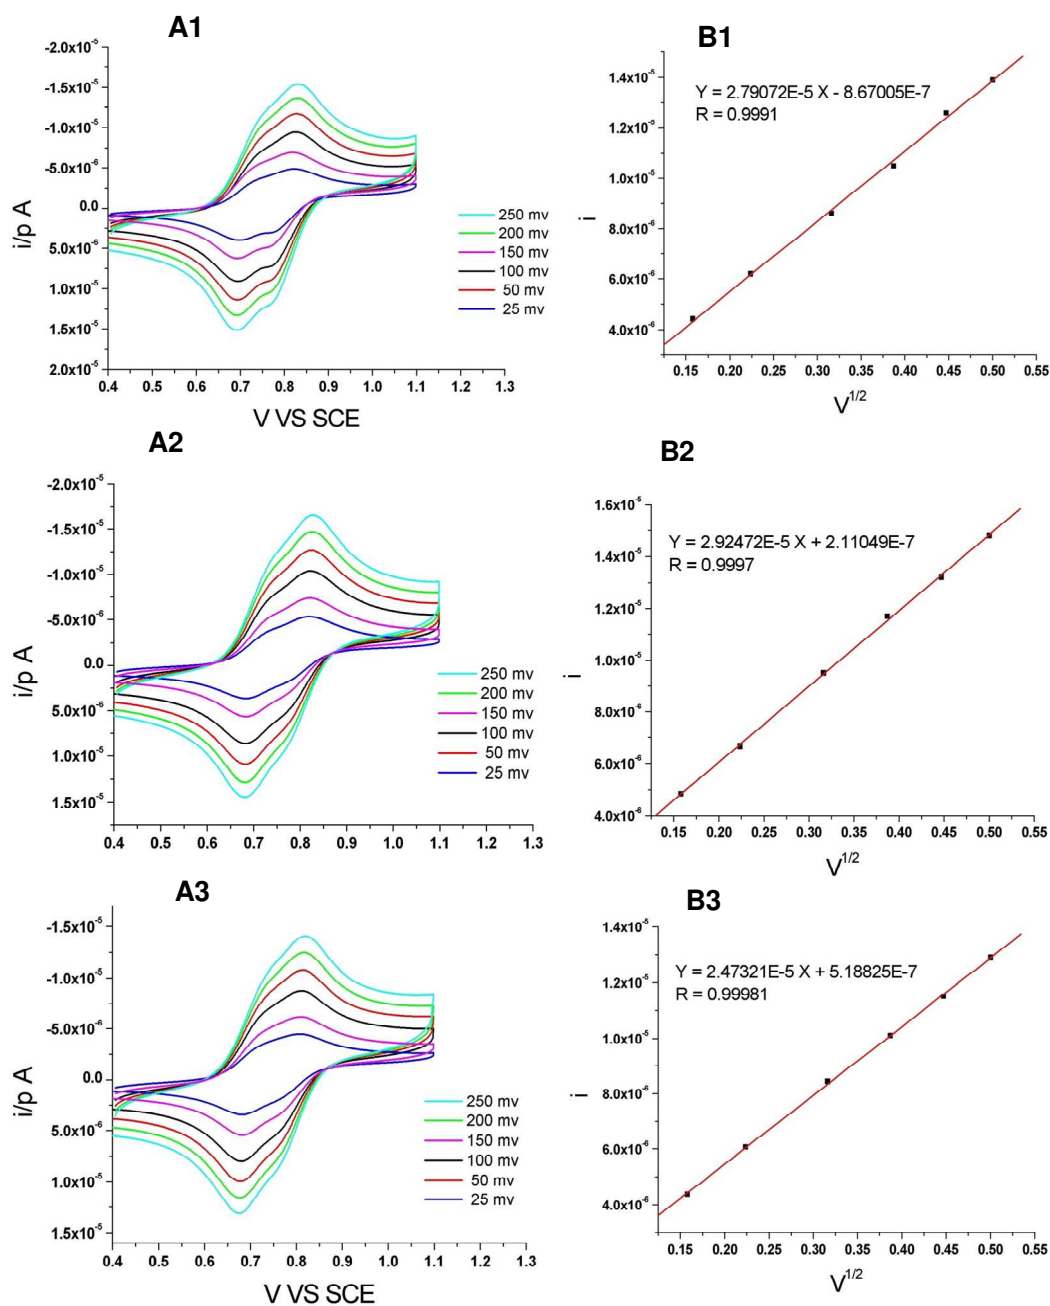 A1
-2.0x10-5
-1.5x10-5
-1.0x10-5
-5.0x10-6
0.0
5.0x10-6
1.0x10-5
1.5x10-5
2.0x10-5
i/p A
250 mv
200 mv
150 mv
100 mv
50 mv
25 mv
0.4 0.5 0.6 0.7 0.8 0.9 1.0 1.1 1.2 1.3
V VS SCE
B1
Y = 2.79072E-5 X - 8.67005E-7
R = 0.9991
1.4x10-5
1.2x10-5
1.0x10-5
8.0x10-6
6.0x10-6
4.0x10-6
i
0.15 0.20 0.25 0.30 0.35 0.40 0.45 0.50 0.55
V1/2
A2
-2.0x10-5
-1.5x10-5
-1.0x10-5
-5.0x10-6
0.0
5.0x10-6
1.0x10-5
1.5x10-5
i/p A
250 mv
200 mv
150 mv
100 mv
50 mv
25 mv
0.4 0.5 0.6 0.7 0.8 0.9 1.0 1.1 1.2 1.3
V VS SCE
B2
Y = 2.92472E-5 X + 2.11049E-7
R = 0.9997
1.6x10-5
1.4x10-5
1.2x10-5
1.0x10-5
8.0x10-6
6.0x10-6
4.0x10-6
i
0.15 0.20 0.25 0.30 0.35 0.40 0.45 0.50 0.55
V1/2
A3
-1.5x10-5
-1.0x10-5
-5.0x10-6
0.0
5.0x10-6
1.0x10-5
1.5x10-5
i/p A
250 mv
200 mv
150 mv
100 mv
50 mv
25 mv
0.4 0.5 0.6 0.7 0.8 0.9 1.0 1.1 1.2 1.3
V VS SCE
B3
Y = 2.47321E-5 X + 5.18825E-7
R = 0.99981
1.4x10-5
1.2x10-5
1.0x10-5
8.0x10-6
6.0x10-6
4.0x10-6
i
0.15 0.20 0.25 0.30 0.35 0.40 0.45 0.50 0.55
V1/2